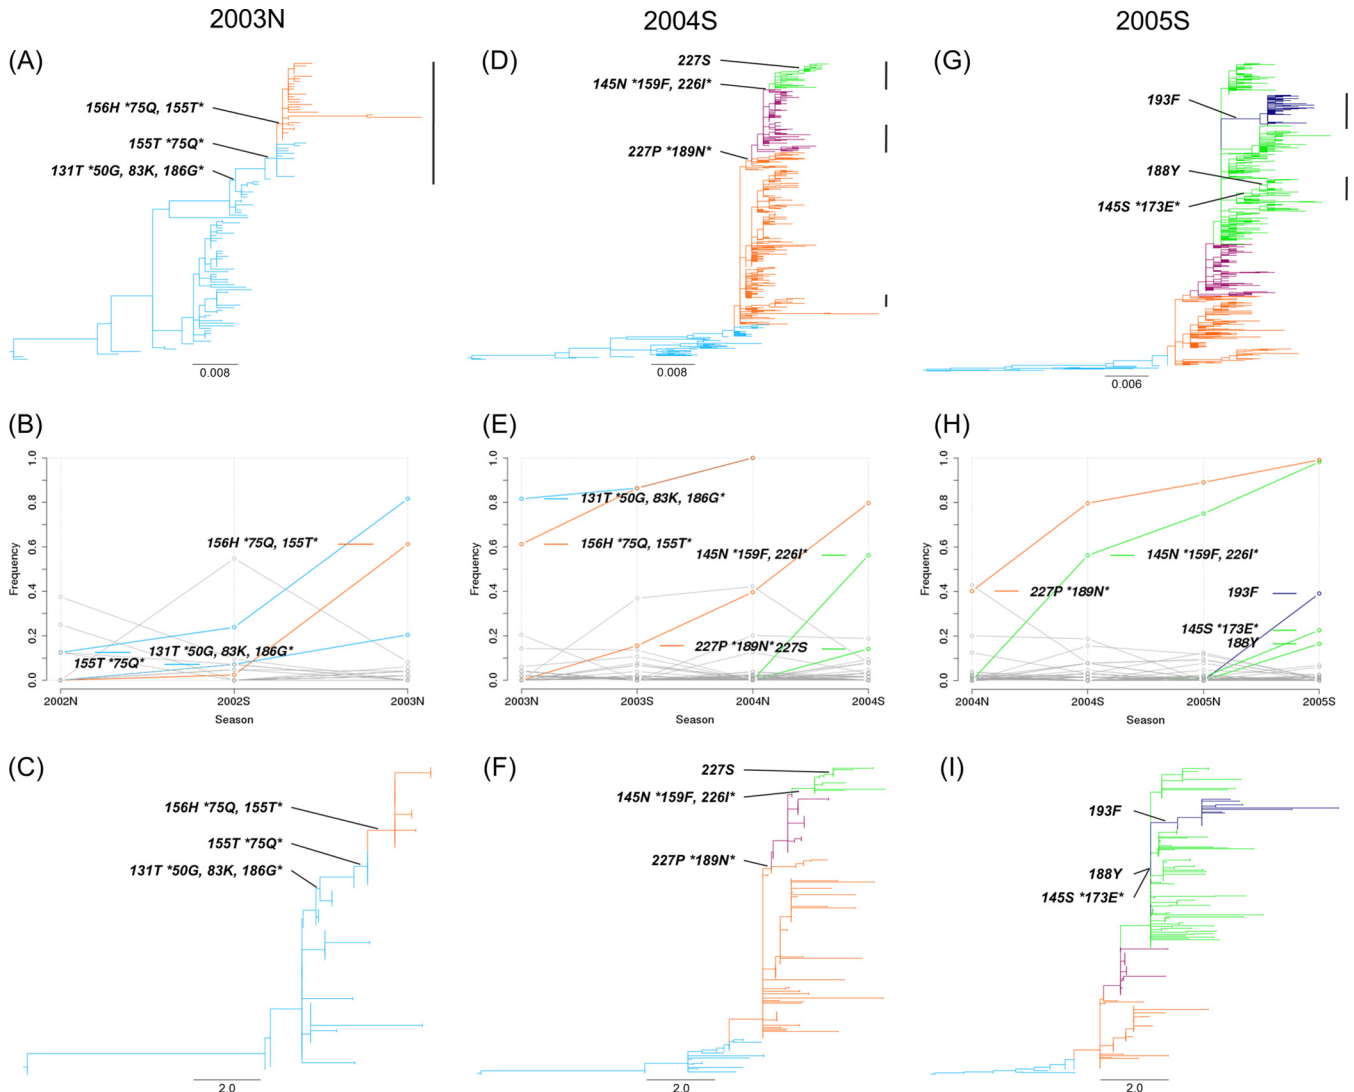 2003N
2004S
2005S
(A)
156H *75Q, 155T*
155T *75Q*
131T *50G, 83K, 186G*
0.008
(D)
227S
145N *159F, 226I*
227P *189N*
0.008
(G)
193F
188Y
145S *173E*
0.006
(B)
Frequency
1.0
0.8
0.6
0.4
0.2
0.0
156H *75Q, 155T*
131T *50G, 83K, 186G*
155T *75Q*
2002N
2002S
2003N
Season
(E)
Frequency
1.0
0.8
0.6
0.4
0.2
0.0
131T *50G, 83K, 186G*
156H *75Q, 155T*
145N *159F, 226I*
227P *189N*
227S
2003N
2003S
2004N
2004S
Season
(H)
Frequency
1.0
0.8
0.6
0.4
0.2
0.0
145N *159F, 226I*
227P *189N*
193F
145S *173E*
188Y
2004N
2004S
2005N
2005S
Season
(C)
156H *75Q, 155T*
155T *75Q*
131T *50G, 83K, 186G*
2.0
(F)
227S
145N *159F, 226I*
227P *189N*
2.0
(I)
193F
188Y
145S *173E*
2.0